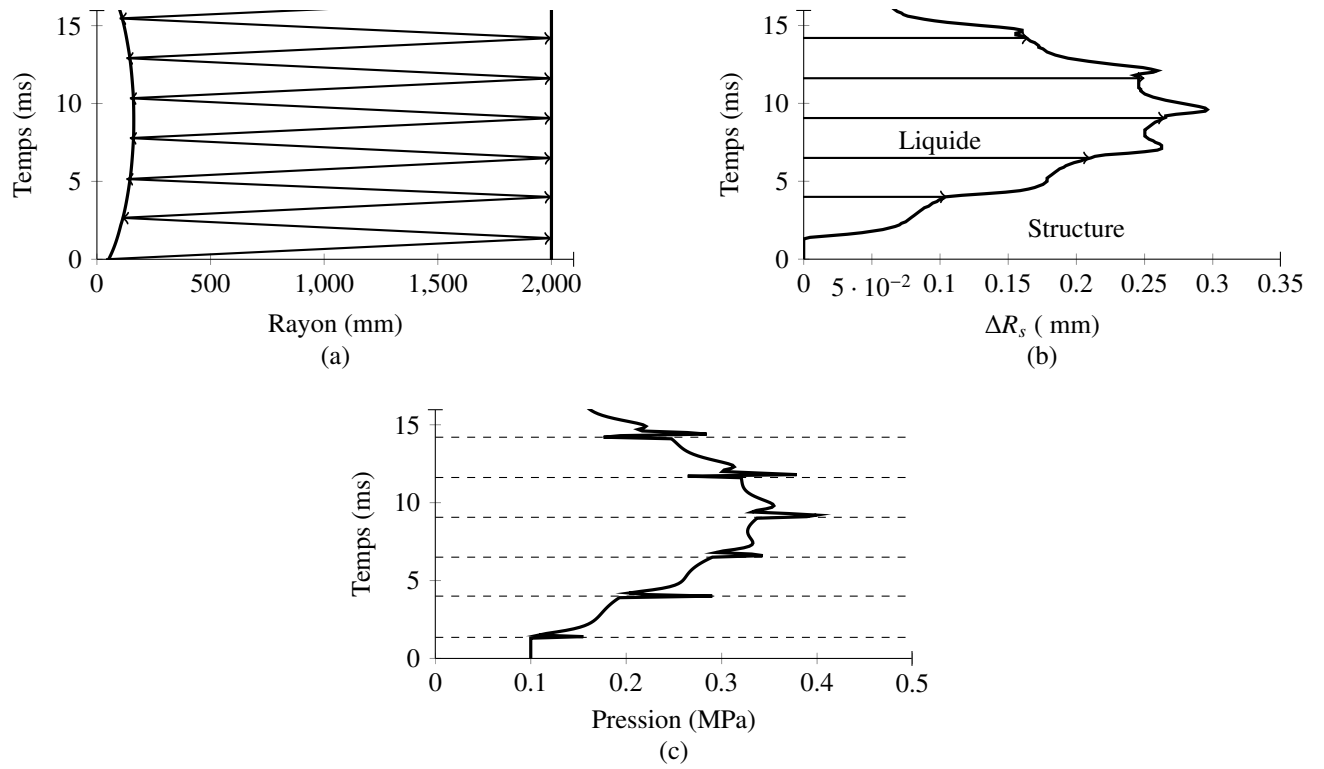 15
10
5
0
Temps (ms)
0 500 1,000 1,500 2,000
Rayon (mm)
(a)
15
10
5
0
Temps (ms)
Liquide
Structure
0 5 · 10⁻² 0.1 0.15 0.2 0.25 0.3 0.35
ΔRₛ ( mm)
(b)
15
10
5
0
Temps (ms)
0 0.1 0.2 0.3 0.4 0.5
Pression (MPa)
(c)